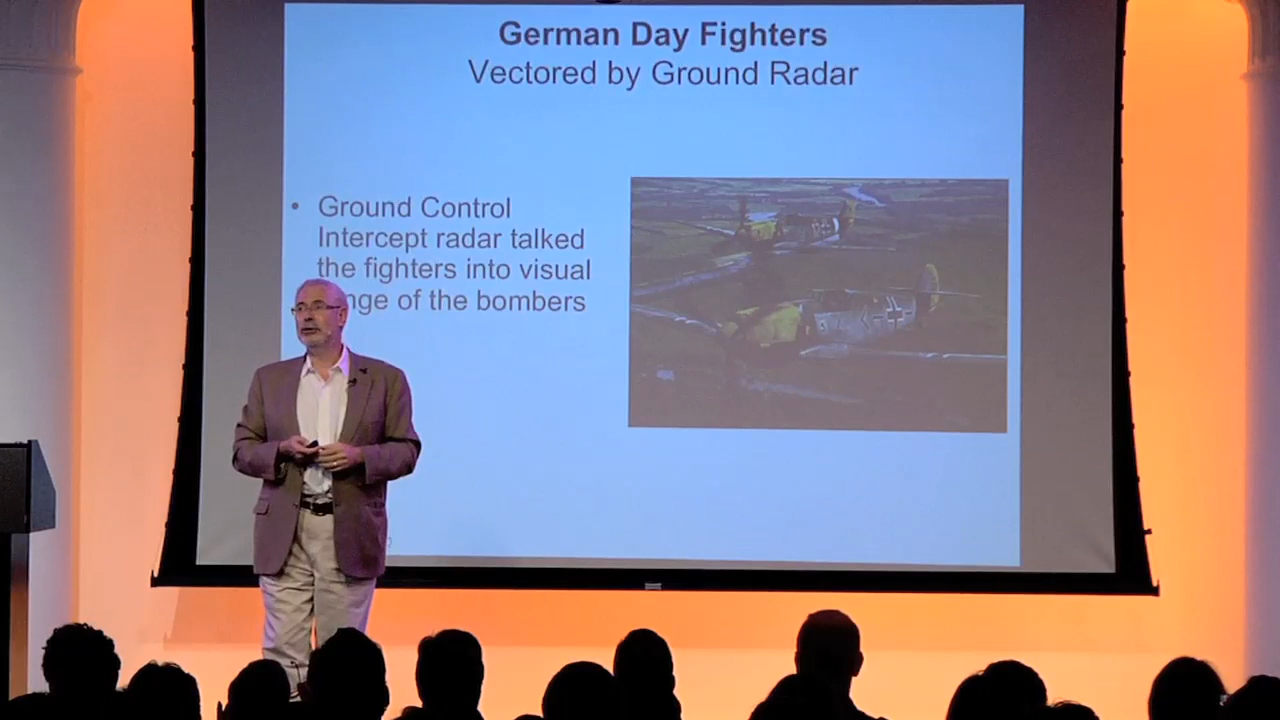 German Day Fighters
Vectored by Ground Radar
• Ground Control
Intercept radar talked
the fighters into visual
nge of the bombers